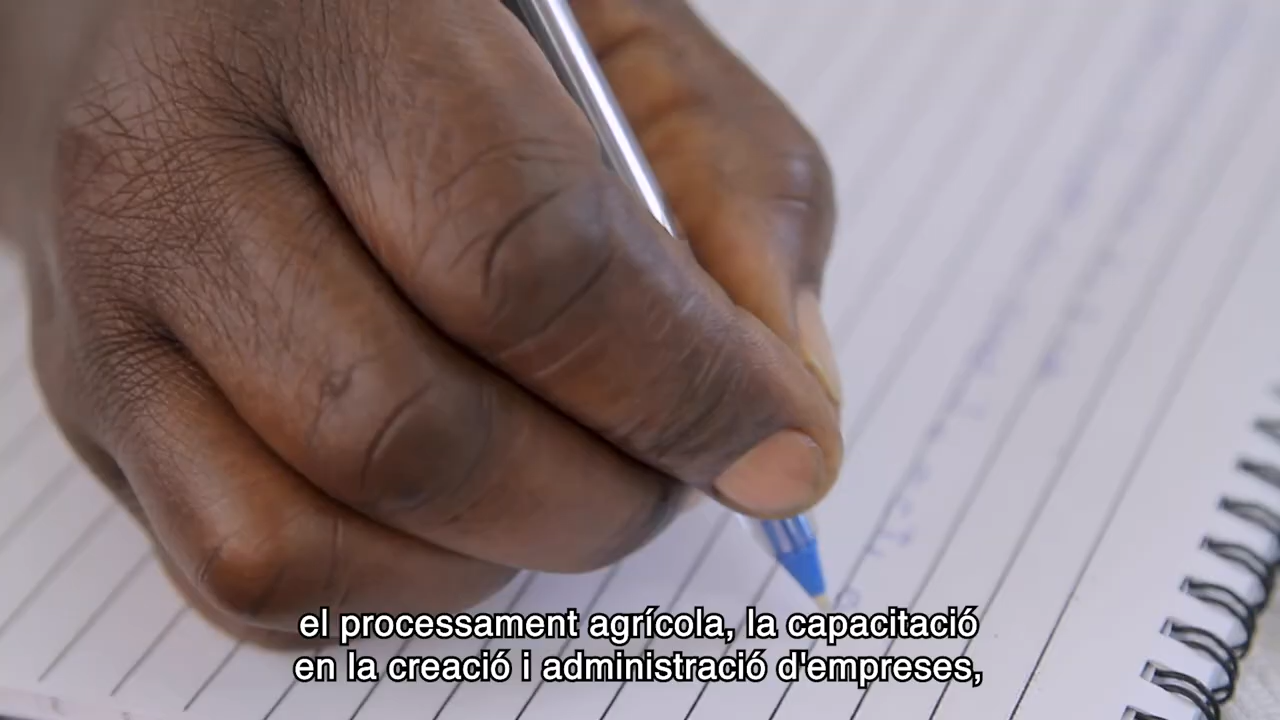 el processament agrícola, la capacitació
en la creació i administració d'empreses,